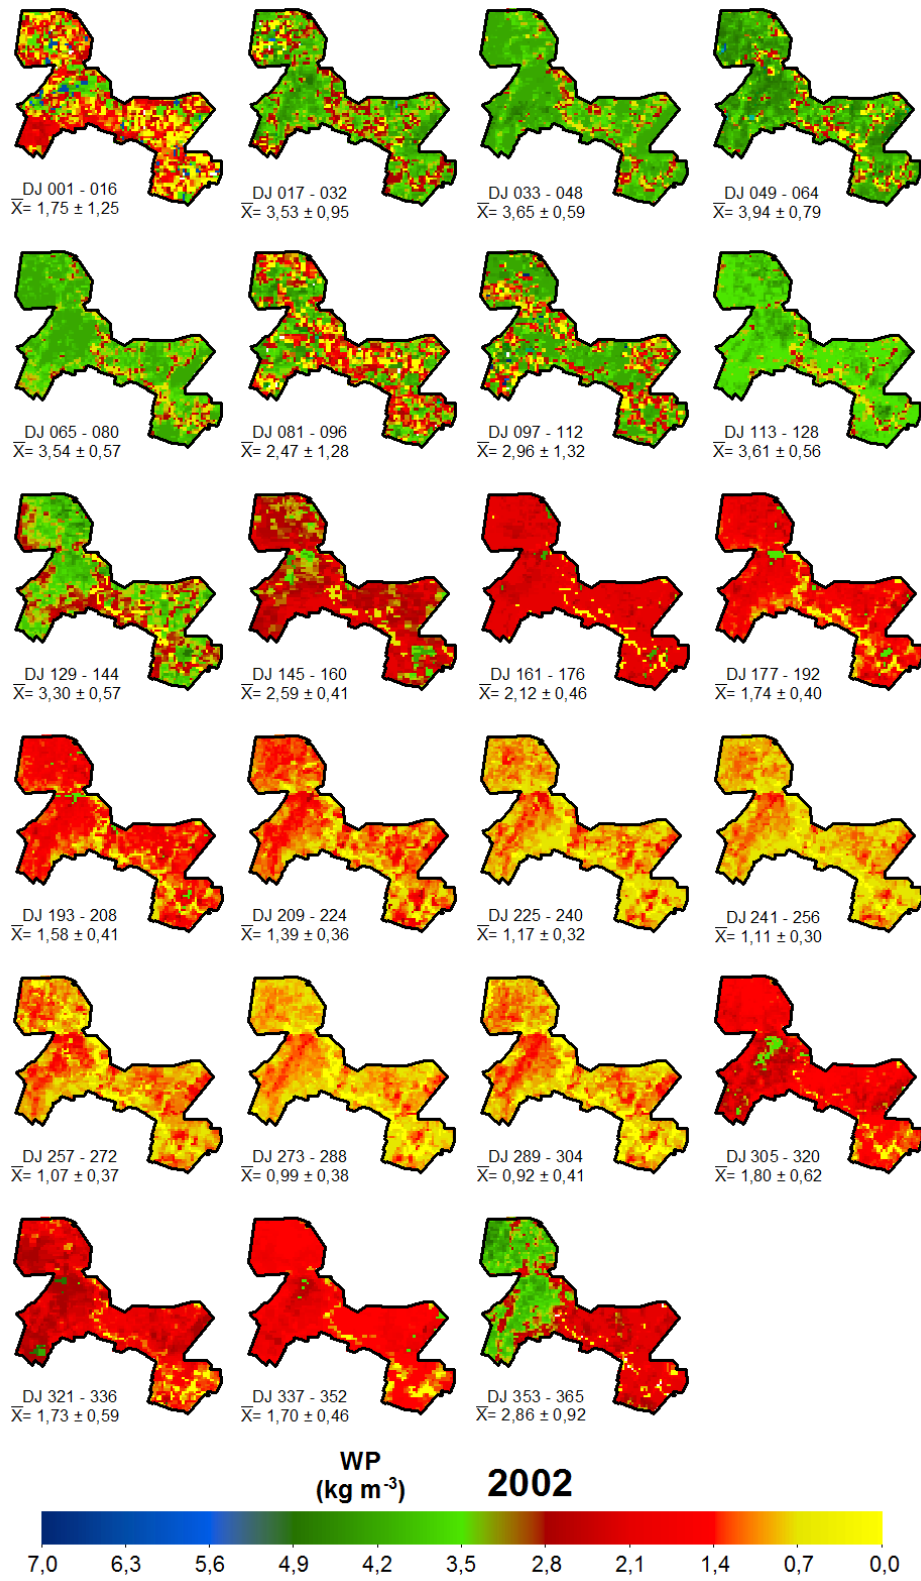 DJ 001 - 016
X̅= 1,75 ± 1,25
DJ 017 - 032
X̅= 3,53 ± 0,95
DJ 033 - 048
X̅= 3,65 ± 0,59
DJ 049 - 064
X̅= 3,94 ± 0,79
DJ 065 - 080
X̅= 3,54 ± 0,57
DJ 081 - 096
X̅= 2,47 ± 1,28
DJ 097 - 112
X̅= 2,96 ± 1,32
DJ 113 - 128
X̅= 3,61 ± 0,56
DJ 129 - 144
X̅= 3,30 ± 0,57
DJ 145 - 160
X̅= 2,59 ± 0,41
DJ 161 - 176
X̅= 2,12 ± 0,46
DJ 177 - 192
X̅= 1,74 ± 0,40
DJ 193 - 208
X̅= 1,58 ± 0,41
DJ 209 - 224
X̅= 1,39 ± 0,36
DJ 225 - 240
X̅= 1,17 ± 0,32
DJ 241 - 256
X̅= 1,11 ± 0,30
DJ 257 - 272
X̅= 1,07 ± 0,37
DJ 273 - 288
X̅= 0,99 ± 0,38
DJ 289 - 304
X̅= 0,92 ± 0,41
DJ 305 - 320
X̅= 1,80 ± 0,62
DJ 321 - 336
X̅= 1,73 ± 0,59
DJ 337 - 352
X̅= 1,70 ± 0,46
DJ 353 - 365
X̅= 2,86 ± 0,92
WP
(kg m⁻³)
2002
7,0 6,3 5,6 4,9 4,2 3,5 2,8 2,1 1,4 0,7 0,0